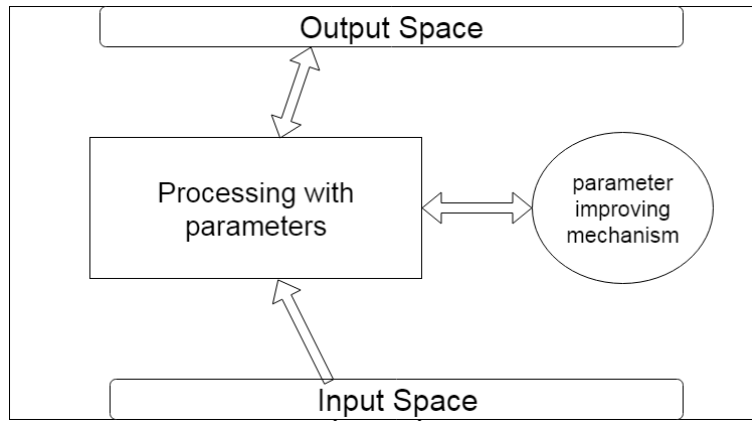 Output Space
Processing with
parameters
parameter
improving
mechanism
Input Space